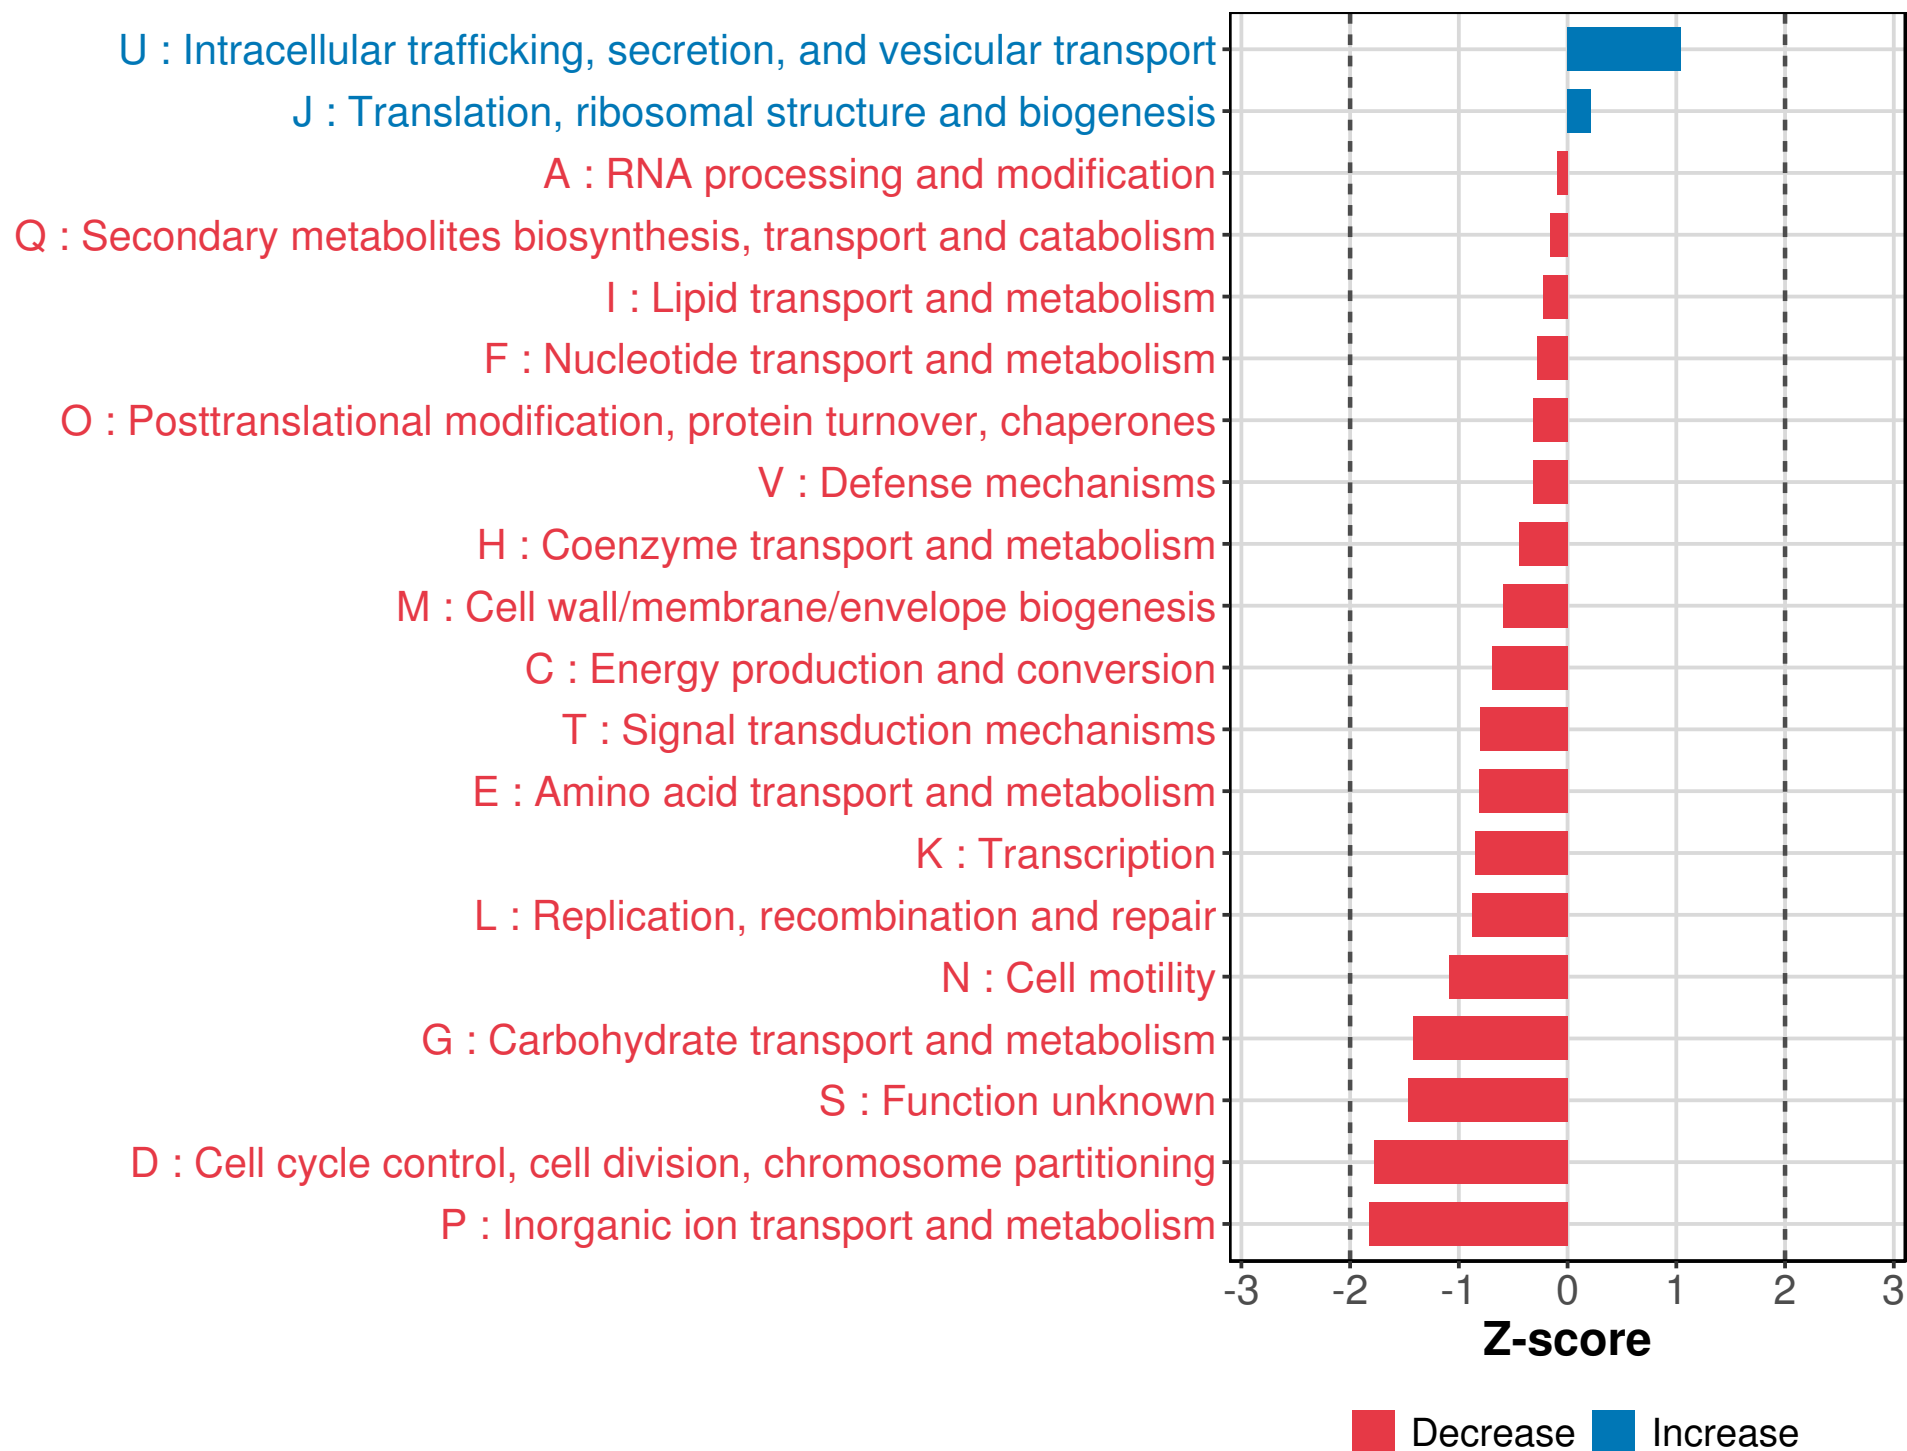 U : Intracellular trafficking, secretion, and vesicular transport
J : Translation, ribosomal structure and biogenesis
A : RNA processing and modification
Q : Secondary metabolites biosynthesis, transport and catabolism
I : Lipid transport and metabolism
F : Nucleotide transport and metabolism
O : Posttranslational modification, protein turnover, chaperones
V : Defense mechanisms
H : Coenzyme transport and metabolism
M : Cell wall/membrane/envelope biogenesis
C : Energy production and conversion
T : Signal transduction mechanisms
E : Amino acid transport and metabolism
K : Transcription
L : Replication, recombination and repair
N : Cell motility
G : Carbohydrate transport and metabolism
S : Function unknown
D : Cell cycle control, cell division, chromosome partitioning
P : Inorganic ion transport and metabolism
-3 -2 -1 0 1 2 3
Z-score
Decrease Increase